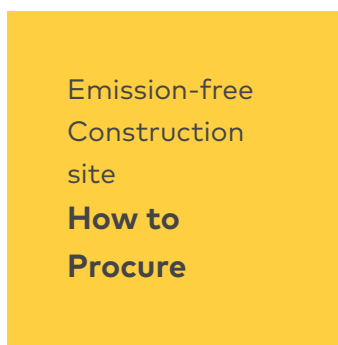 Emission-free
Construction
site
How to
Procure